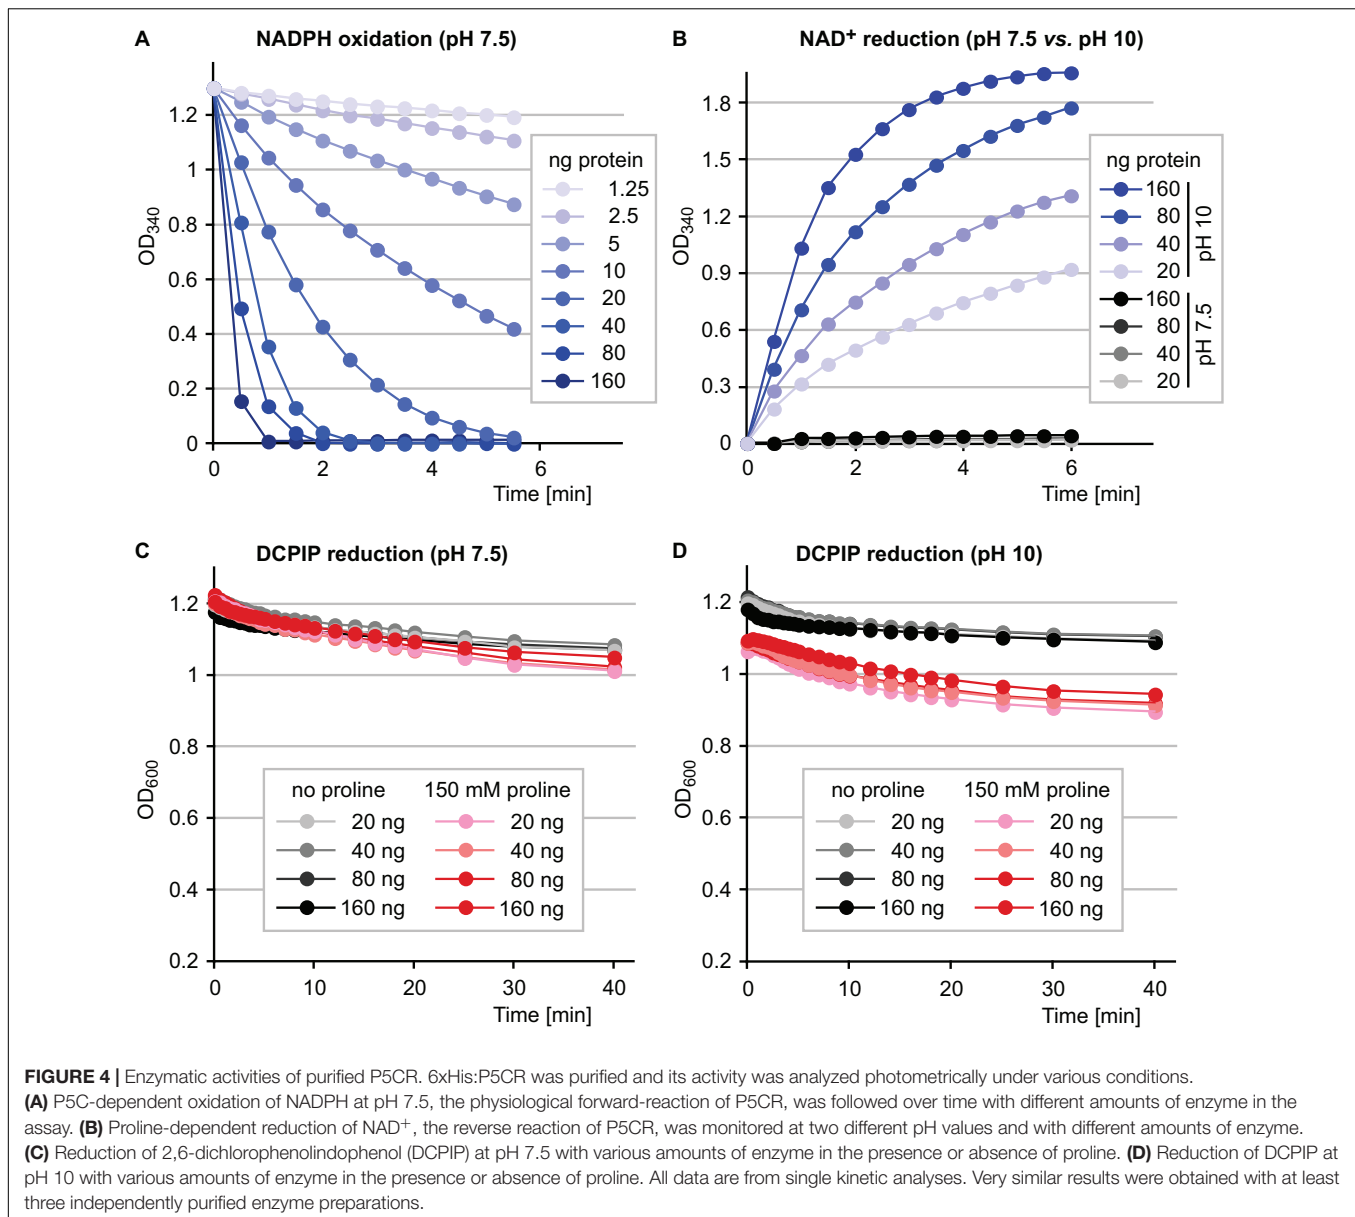 A
NADPH oxidation (pH 7.5)
OD340
1.2
1
0.8
0.6
0.4
0.2
0
0
2
4
6
Time [min]
ng protein
1.25
2.5
5
10
20
40
80
160
B
NAD+ reduction (pH 7.5 vs. pH 10)
OD340
1.8
1.5
1.2
0.9
0.6
0.3
0
0
2
4
6
Time [min]
ng protein
160
80
40
20
pH 10
160
80
40
20
pH 7.5
C
DCPIP reduction (pH 7.5)
OD600
1.2
1
0.8
0.6
0.4
0.2
0
10
20
30
40
Time [min]
no proline 150 mM proline
20 ng 20 ng
40 ng 40 ng
80 ng 80 ng
160 ng 160 ng
D
DCPIP reduction (pH 10)
OD600
1.2
1
0.8
0.6
0.4
0.2
0
10
20
30
40
Time [min]
no proline 150 mM proline
20 ng 20 ng
40 ng 40 ng
80 ng 80 ng
160 ng 160 ng
FIGURE 4 | Enzymatic activities of purified P5CR. 6xHis:P5CR was purified and its activity was analyzed photometrically under various conditions.
(A) P5C-dependent oxidation of NADPH at pH 7.5, the physiological forward-reaction of P5CR, was followed over time with different amounts of enzyme in the
assay. (B) Proline-dependent reduction of NAD+, the reverse reaction of P5CR, was monitored at two different pH values and with different amounts of enzyme.
(C) Reduction of 2,6-dichlorophenolindophenol (DCPIP) at pH 7.5 with various amounts of enzyme in the presence or absence of proline. (D) Reduction of DCPIP at
pH 10 with various amounts of enzyme in the presence or absence of proline. All data are from single kinetic analyses. Very similar results were obtained with at least
three independently purified enzyme preparations.